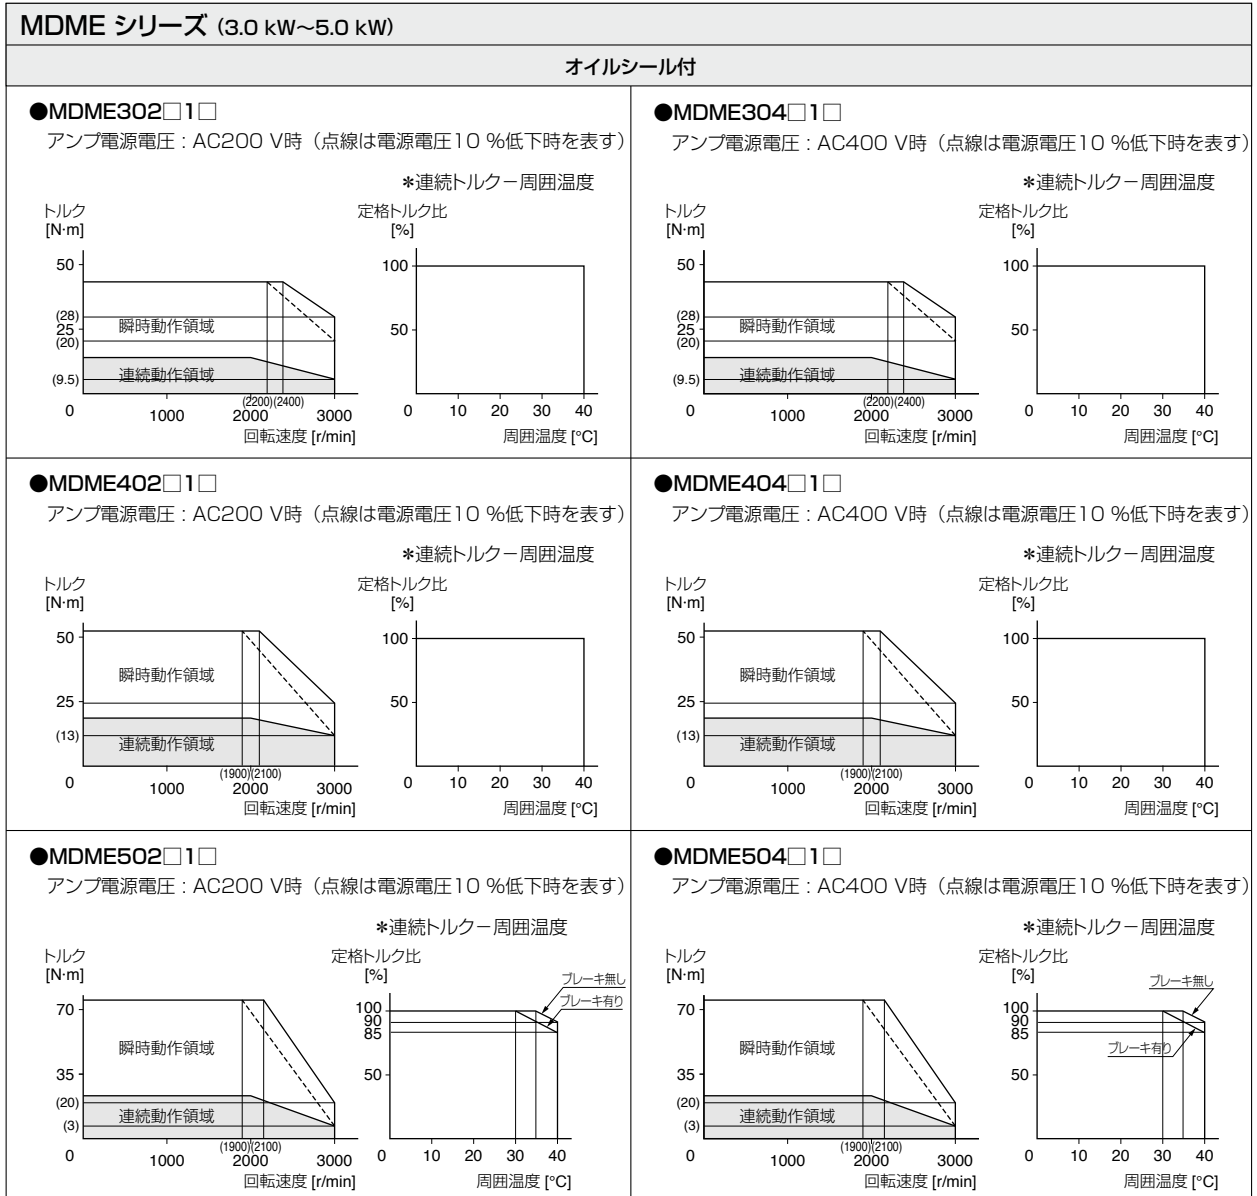 MDME シリーズ（3.0 kW～5.0 kW）
オイルシール付
●MDME302□1□
アンプ電源電圧：AC200 V時（点線は電源電圧10 %低下時を表す）
＊連続トルク－周囲温度
トルク
[N·m]
50
(28)
25
(20)
(9.5)
0
瞬時動作領域
連続動作領域
(2200)(2400)
1000 2000 3000
回転速度 [r/min]
定格トルク比
[%]
100
50
0 10 20 30 40
周囲温度 [°C]
●MDME304□1□
アンプ電源電圧：AC400 V時（点線は電源電圧10 %低下時を表す）
＊連続トルク－周囲温度
トルク
[N·m]
50
(28)
25
(20)
(9.5)
0
瞬時動作領域
連続動作領域
(2200)(2400)
1000 2000 3000
回転速度 [r/min]
定格トルク比
[%]
100
50
0 10 20 30 40
周囲温度 [°C]
●MDME402□1□
アンプ電源電圧：AC200 V時（点線は電源電圧10 %低下時を表す）
＊連続トルク－周囲温度
トルク
[N·m]
50
25
(13)
0
瞬時動作領域
連続動作領域
(1900)(2100)
1000 2000 3000
回転速度 [r/min]
定格トルク比
[%]
100
50
0 10 20 30 40
周囲温度 [°C]
●MDME404□1□
アンプ電源電圧：AC400 V時（点線は電源電圧10 %低下時を表す）
＊連続トルク－周囲温度
トルク
[N·m]
50
25
(13)
0
瞬時動作領域
連続動作領域
(1900)(2100)
1000 2000 3000
回転速度 [r/min]
定格トルク比
[%]
100
50
0 10 20 30 40
周囲温度 [°C]
●MDME502□1□
アンプ電源電圧：AC200 V時（点線は電源電圧10 %低下時を表す）
＊連続トルク－周囲温度
トルク
[N·m]
70
35
(20)
(3)
0
瞬時動作領域
連続動作領域
(1900)(2100)
1000 2000 3000
回転速度 [r/min]
定格トルク比
[%]
ブレーキ無し
ブレーキ有り
100
90
85
50
0 10 20 30 40
周囲温度 [°C]
●MDME504□1□
アンプ電源電圧：AC400 V時（点線は電源電圧10 %低下時を表す）
＊連続トルク－周囲温度
トルク
[N·m]
70
35
(20)
(3)
0
瞬時動作領域
連続動作領域
(1900)(2100)
1000 2000 3000
回転速度 [r/min]
定格トルク比
[%]
ブレーキ無し
100
90
85
ブレーキ有り
50
0 10 20 30 40
周囲温度 [°C]